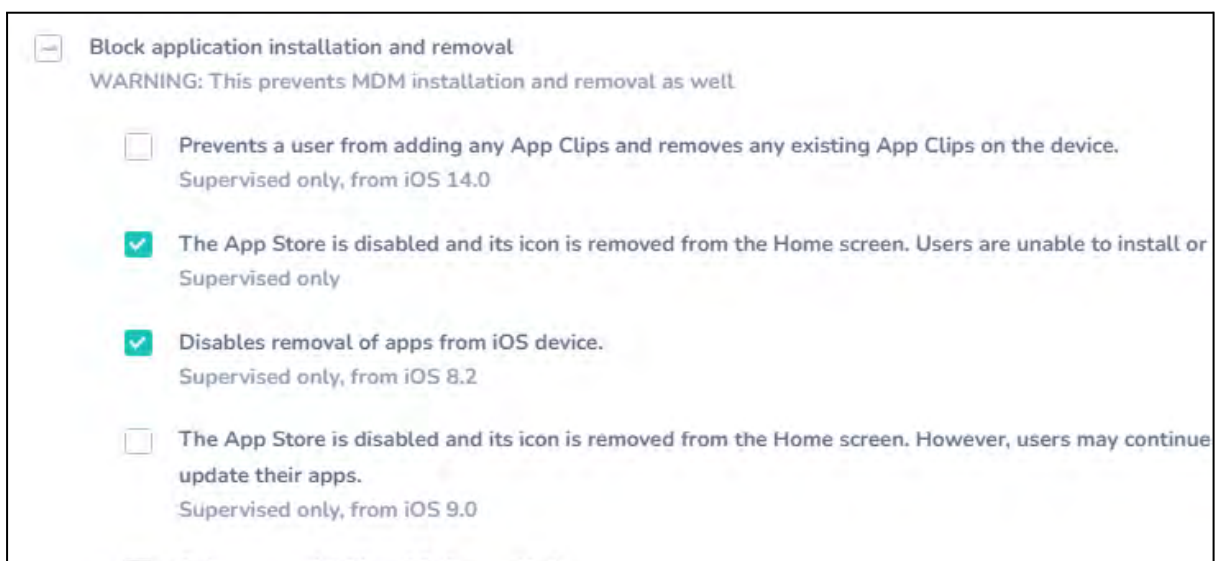 Block application installation and removal
WARNING: This prevents MDM installation and removal as well
Prevents a user from adding any App Clips and removes any existing App Clips on the device.
Supervised only, from iOS 14.0
The App Store is disabled and its icon is removed from the Home screen. Users are unable to install or
Supervised only
Disables removal of apps from iOS device.
Supervised only, from iOS 8.2
The App Store is disabled and its icon is removed from the Home screen. However, users may continue
update their apps.
Supervised only, from iOS 9.0